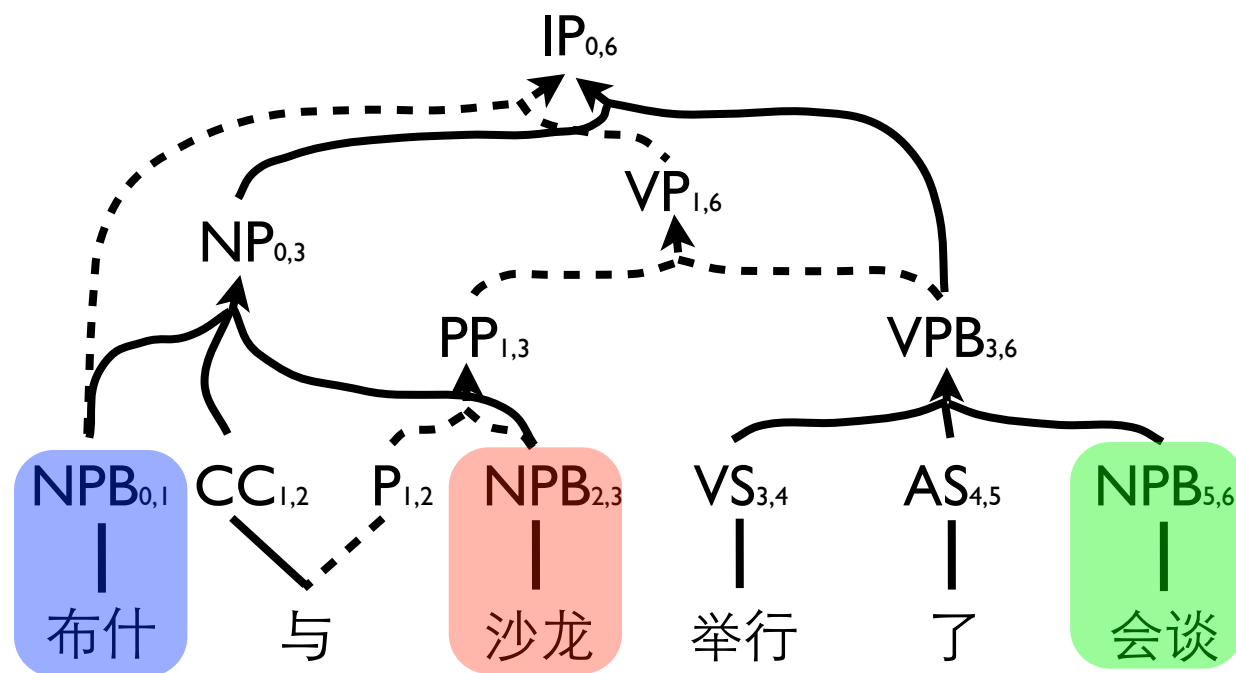 IP0,6
VP1,6
NP0,3
PP1,3 VPB3,6
NPB0,1 CC1,2 P1,2 NPB2,3 VS3,4 AS4,5 NPB5,6
布什 与 沙龙 举行 了 会谈